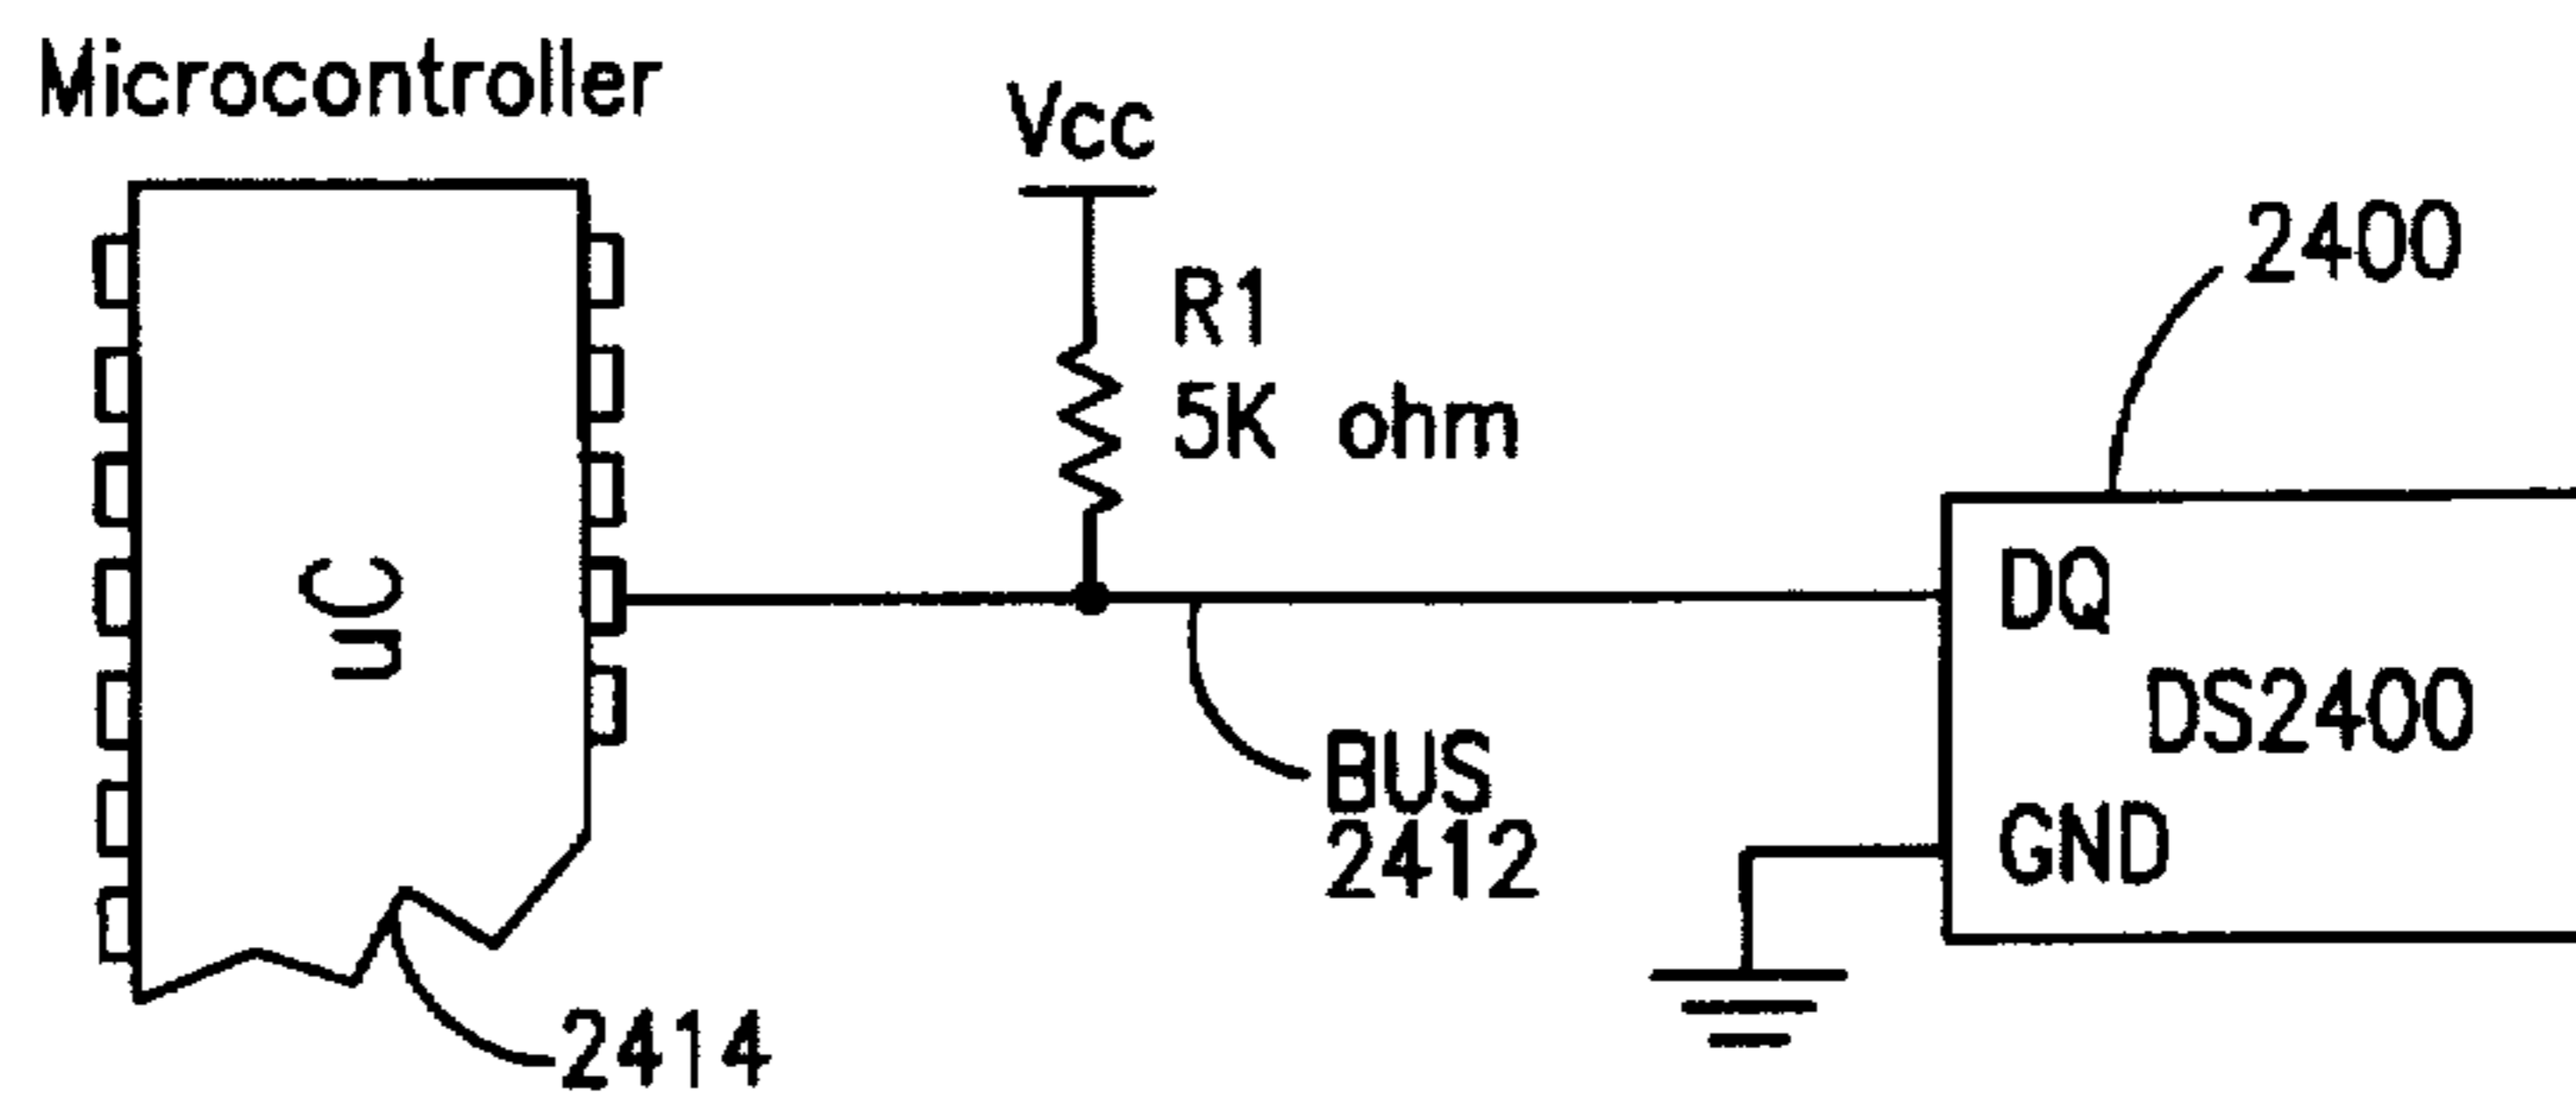 Microcontroller
Vcc
R1
5K ohm
2400
uC
DQ
DS2400
GND
BUS
2412
2414